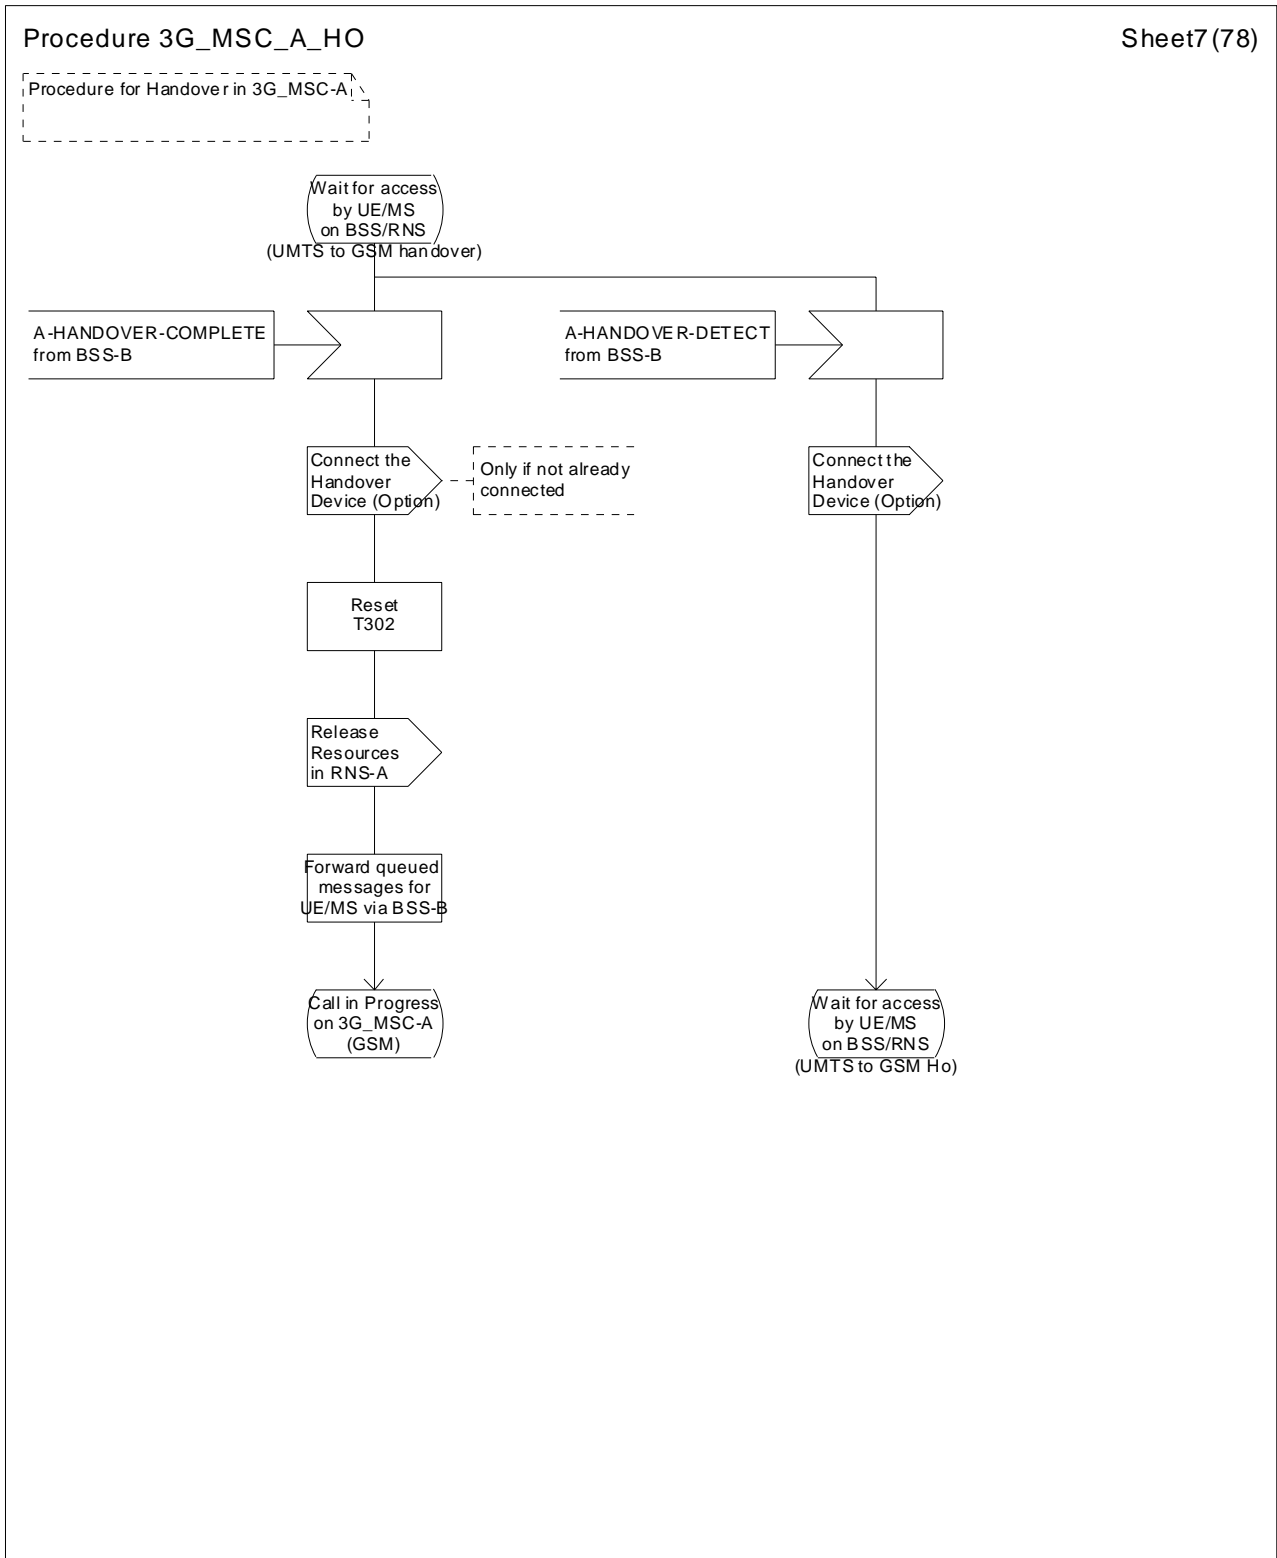 Procedure 3G_MSC_A_HO
Sheet7(78)
Procedure for Handover in 3G_MSC-A
Wait for access
by UE/MS
on BSS/RNS
(UMTS to GSM handover)
A-HANDOVER-COMPLETE
from BSS-B
A-HANDOVER-DETECT
from BSS-B
Connect the
Handover
Device (Option)
Only if not already
connected
Connect the
Handover
Device (Option)
Reset
T302
Release
Resources
in RNS-A
Forward queued
messages for
UE/MS via BSS-B
Call in Progress
on 3G_MSC-A
(GSM)
Wait for access
by UE/MS
on BSS/RNS
(UMTS to GSM Ho)